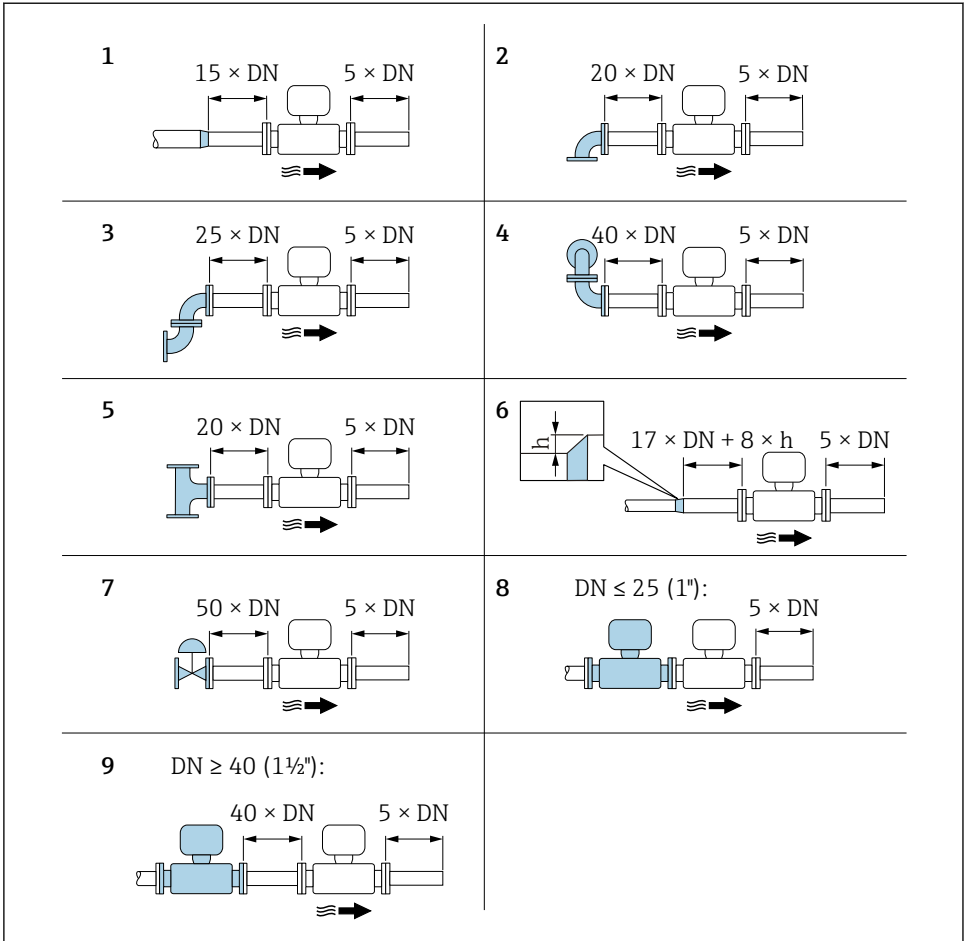 1
15 × DN 5 × DN
2
20 × DN 5 × DN
3
25 × DN 5 × DN
4
40 × DN 5 × DN
5
20 × DN 5 × DN
6
h
17 × DN + 8 × h 5 × DN
7
50 × DN 5 × DN
8 DN ≤ 25 (1"):
5 × DN
9 DN ≥ 40 (1½"):
40 × DN 5 × DN